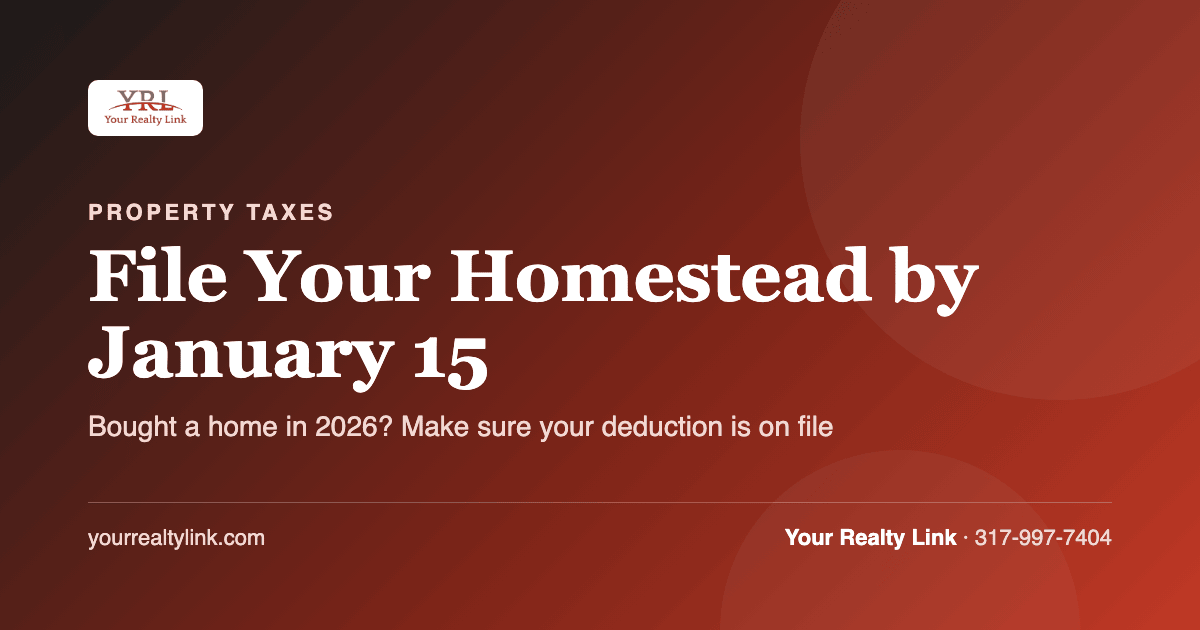 YRL
Your Realty Link
PROPERTY TAXES
File Your Homestead by
January 15
Bought a home in 2026? Make sure your deduction is on file
yourrealtylink.com
Your Realty Link · 317-997-7404